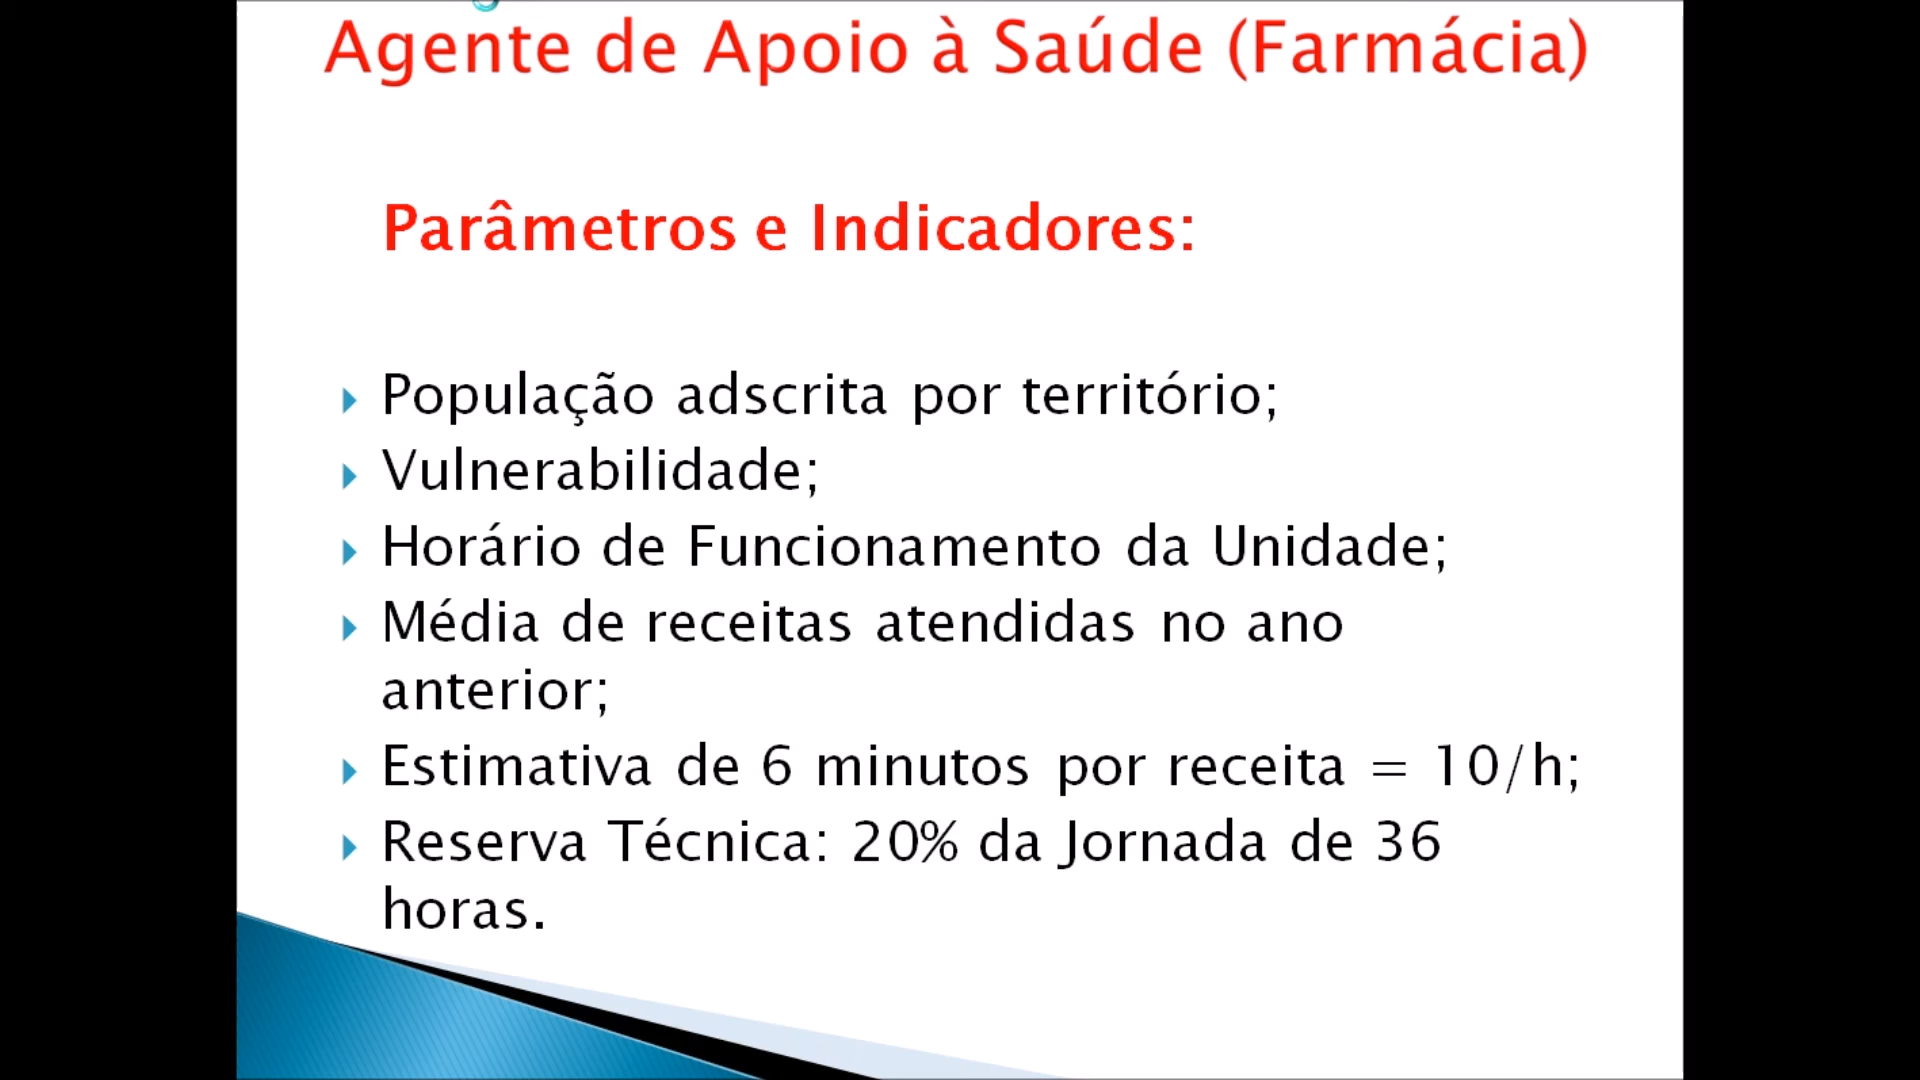 Agente de Apoio à Saúde (Farmácia)
Parâmetros e Indicadores:
População adscrita por território;
Vulnerabilidade;
Horário de Funcionamento da Unidade;
Média de receitas atendidas no ano
anterior;
Estimativa de 6 minutos por receita = 10/h;
Reserva Técnica: 20% da Jornada de 36
horas.